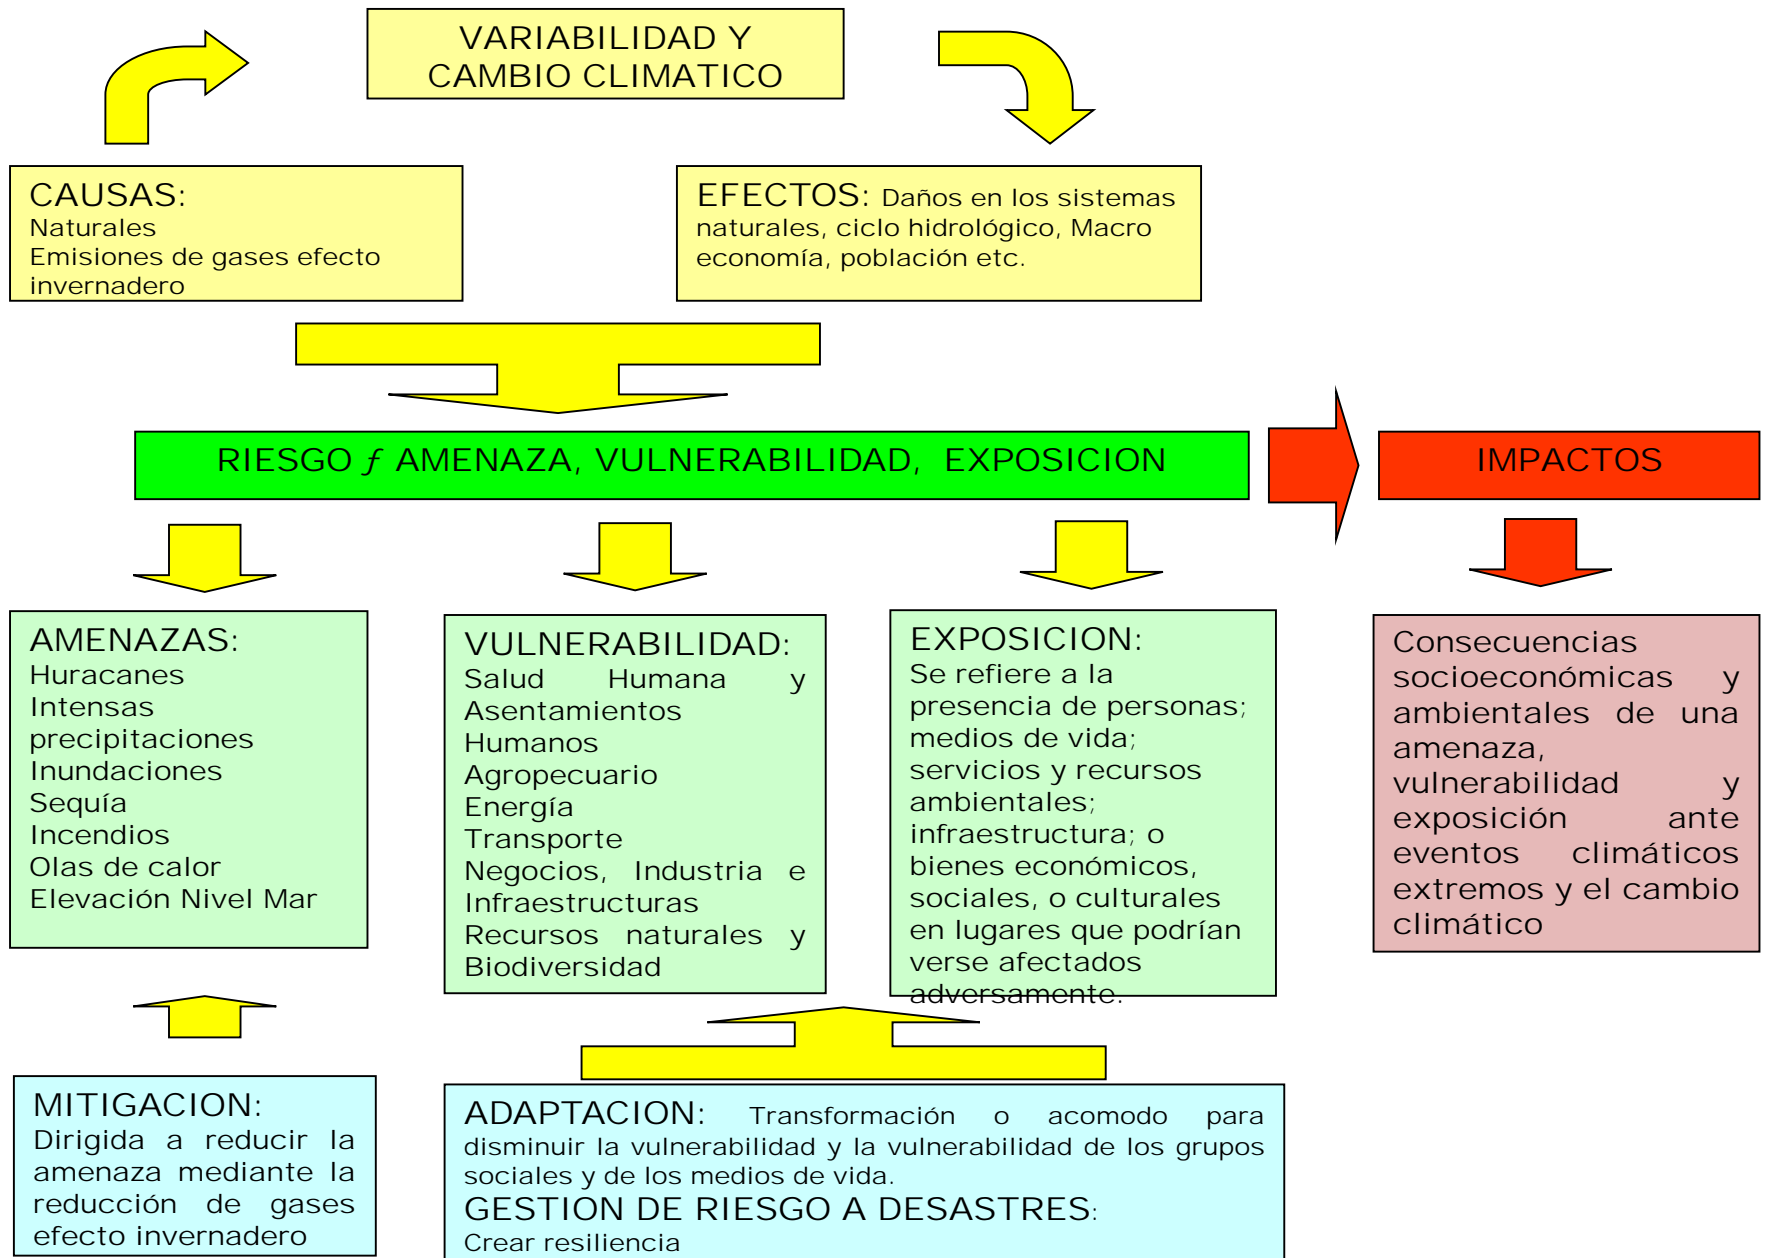 VARIABILIDAD Y
CAMBIO CLIMATICO
CAUSAS:
Naturales
Emisiones de gases efecto
invernadero
EFECTOS: Daños en los sistemas
naturales, ciclo hidrológico, Macro
economía, población etc.
RIESGO ƒ AMENAZA, VULNERABILIDAD, EXPOSICION
IMPACTOS
AMENAZAS:
Huracanes
Intensas
precipitaciones
Inundaciones
Sequía
Incendios
Olas de calor
Elevación Nivel Mar
VULNERABILIDAD:
Salud Humana y
Asentamientos
Humanos
Agropecuario
Energía
Transporte
Negocios, Industria e
Infraestructuras
Recursos naturales y
Biodiversidad
EXPOSICION:
Se refiere a la
presencia de personas;
medios de vida;
servicios y recursos
ambientales;
infraestructura; o
bienes económicos,
sociales, o culturales
en lugares que podrían
verse afectados
adversamente.
Consecuencias
socioeconómicas y
ambientales de una
amenaza,
vulnerabilidad y
exposición ante
eventos climáticos
extremos y el cambio
climático
MITIGACION:
Dirigida a reducir la
amenaza mediante la
reducción de gases
efecto invernadero
ADAPTACION: Transformación o acomodo para
disminuir la vulnerabilidad y la vulnerabilidad de los grupos
sociales y de los medios de vida.
GESTION DE RIESGO A DESASTRES:
Crear resiliencia